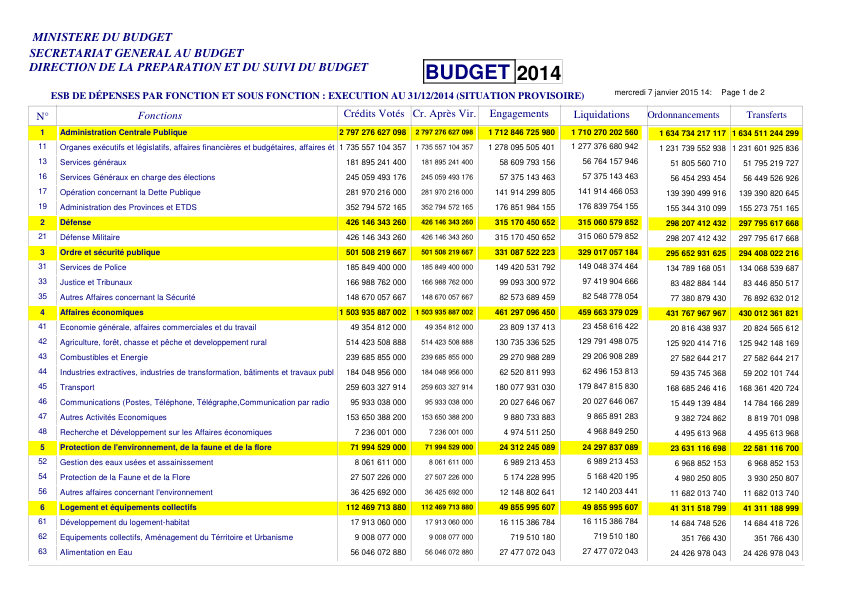 MINISTERE DU BUDGET
SECRETARIAT GENERAL AU BUDGET
DIRECTION DE LA PREPARATION ET DU SUIVI DU BUDGET
BUDGET 2014
ESB DE DÉPENSES PAR FONCTION ET SOUS FONCTION : EXECUTION AU 31/12/2014 (SITUATION PROVISOIRE) mercredi 7 janvier 2015 14: Page 1 de 2
N° Fonctions Crédits Votés Cr. Après Vir. Engagements Liquidations Ordonnancements Transferts
1 Administration Centrale Publique 2 797 276 627 098 2 797 276 627 098 1 712 846 725 980 1 710 270 202 560 1 634 734 217 117 1 634 511 244 299
11 Organes exécutifs et législatifs, affaires financières et budgétaires, affaires ét 1 735 557 104 357 1 735 557 104 357 1 278 095 505 401 1 277 376 680 942 1 231 739 552 938 1 231 601 925 836
13 Services généraux 181 895 241 400 181 895 241 400 58 609 793 156 56 764 157 946 51 805 560 710 51 795 219 727
16 Services Généraux en charge des élections 245 059 493 176 245 059 493 176 57 375 143 463 57 375 143 463 56 454 293 454 56 449 526 926
17 Opération concernant la Dette Publique 281 970 216 000 281 970 216 000 141 914 299 805 141 914 466 053 139 390 499 916 139 390 820 645
19 Administration des Provinces et ETDS 352 794 572 165 352 794 572 165 176 851 984 155 176 839 754 155 155 344 310 099 155 273 751 165
2 Défense 426 146 343 260 426 146 343 260 315 170 450 652 315 060 579 852 298 207 412 432 297 795 617 668
21 Défense Militaire 426 146 343 260 426 146 343 260 315 170 450 652 315 060 579 852 298 207 412 432 297 795 617 668
3 Ordre et sécurité publique 501 508 219 667 501 508 219 667 331 087 522 223 329 017 057 184 295 652 931 625 294 408 022 216
31 Services de Police 185 849 400 000 185 849 400 000 149 420 531 792 149 048 374 464 134 789 168 051 134 068 539 687
33 Justice et Tribunaux 166 988 762 000 166 988 762 000 99 093 300 972 97 419 904 666 83 482 884 144 83 446 850 517
35 Autres Affaires concernant la Sécurité 148 670 057 667 148 670 057 667 82 573 689 459 82 548 778 054 77 380 879 430 76 892 632 012
4 Affaires économiques 1 503 935 887 002 1 503 935 887 002 461 297 096 450 459 663 379 029 431 767 967 967 430 012 361 821
41 Economie générale, affaires commerciales et du travail 49 354 812 000 49 354 812 000 23 809 137 413 23 458 616 422 20 816 438 937 20 824 565 612
42 Agriculture, forêt, chasse et pêche et developpement rural 514 423 508 888 514 423 508 888 130 735 336 525 129 791 498 075 125 920 414 716 125 942 148 169
43 Combustibles et Energie 239 685 855 000 239 685 855 000 29 270 988 289 29 206 908 289 27 582 644 217 27 582 644 217
44 Industries extractives, industries de transformation, bâtiments et travaux publ 184 048 956 000 184 048 956 000 62 520 811 993 62 496 153 813 59 435 745 368 59 202 101 744
45 Transport 259 603 327 914 259 603 327 914 180 077 931 030 179 847 815 830 168 685 246 416 168 361 420 724
46 Communications (Postes, Téléphone, Télégraphe,Communication par radio 95 933 038 000 95 933 038 000 20 027 646 067 20 027 646 067 15 449 139 484 14 784 166 289
47 Autres Activités Economiques 153 650 388 200 153 650 388 200 9 880 733 883 9 865 891 283 9 382 724 862 8 819 701 098
48 Recherche et Développement sur les Affaires économiques 7 236 001 000 7 236 001 000 4 974 511 250 4 968 849 250 4 495 613 968 4 495 613 968
5 Protection de l'environnement, de la faune et de la flore 71 994 529 000 71 994 529 000 24 312 245 089 24 297 837 089 23 631 116 698 22 581 116 700
52 Gestion des eaux usées et assainissement 8 061 611 000 8 061 611 000 6 989 213 453 6 989 213 453 6 968 852 153 6 968 852 153
54 Protection de la Faune et de la Flore 27 507 226 000 27 507 226 000 5 174 228 995 5 168 420 195 4 980 250 805 3 930 250 807
56 Autres affaires concernant l'environnement 36 425 692 000 36 425 692 000 12 148 802 641 12 140 203 441 11 682 013 740 11 682 013 740
6 Logement et équipements collectifs 112 469 713 880 112 469 713 880 49 855 995 607 49 855 995 607 41 311 518 799 41 311 188 999
61 Développement du logement-habitat 17 913 060 000 17 913 060 000 16 115 386 784 16 115 386 784 14 684 748 526 14 684 418 726
62 Equipements collectifs, Aménagement du Térritoire et Urbanisme 9 008 077 000 9 008 077 000 719 510 180 719 510 180 351 766 430 351 766 430
63 Alimentation en Eau 56 046 072 880 56 046 072 880 27 477 072 043 27 477 072 043 24 426 978 043 24 426 978 043